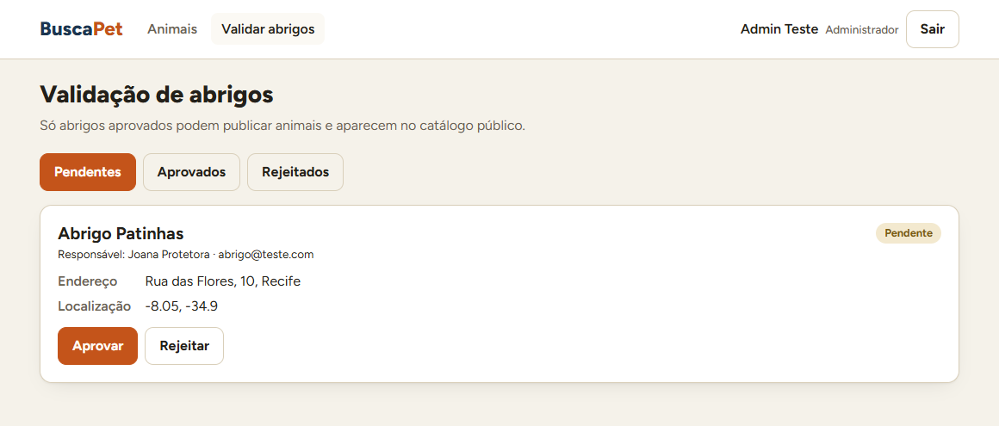 BuscaPet Animais Validar abrigos Admin Teste Administrador Sair
Validação de abrigos
Só abrigos aprovados podem publicar animais e aparecem no catálogo público.
Pendentes Aprovados Rejeitados
Abrigo Patinhas Pendente
Responsável: Joana Protetora · abrigo@teste.com
Endereço Rua das Flores, 10, Recife
Localização -8.05, -34.9
Aprovar Rejeitar